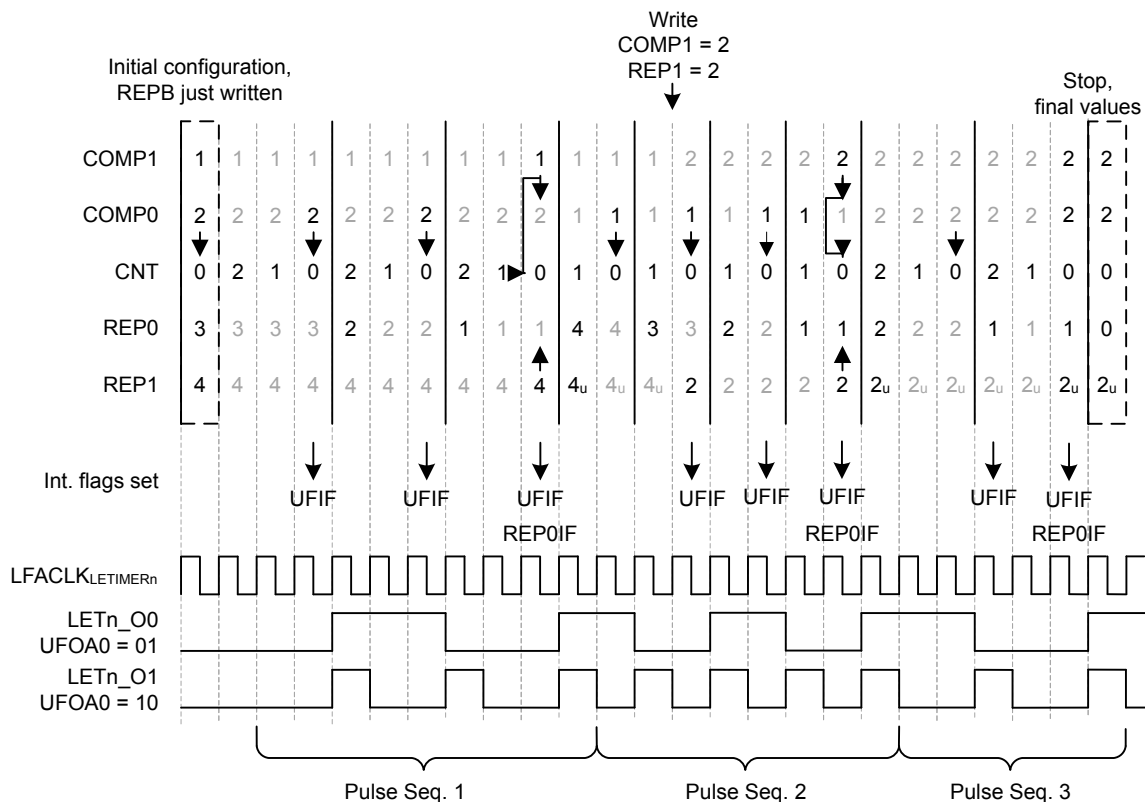 Write
COMP1 = 2
REP1 = 2
Initial configuration,
REPB just written
Stop,
final values
COMP1 1 1 1 1 1 1 1 1 1 1 1 1 1 2 2 2 2 2 2 2 2 2 2 2 2
COMP0 2 2 2 2 2 2 2 2 2 2 1 1 1 1 1 1 1 1 2 2 2 2 2 2 2
CNT 0 2 1 0 2 1 0 2 1 0 1 0 1 0 1 0 1 0 2 1 0 2 1 0 0
REP0 3 3 3 3 2 2 2 1 1 1 4 4 3 3 2 2 1 1 2 2 2 1 1 1 0
REP1 4 4 4 4 4 4 4 4 4 4 4u 4u 4u 2 2 2 2 2 2u 2u 2u 2u 2u 2u 2u
Int. flags set
UFIF UFIF UFIF UFIF UFIF UFIF UFIF UFIF
REP0IF REP0IF REP0IF
LFACLKLETIMERn
LETn_O0
UFOA0 = 01
LETn_O1
UFOA0 = 10
Pulse Seq. 1 Pulse Seq. 2 Pulse Seq. 3